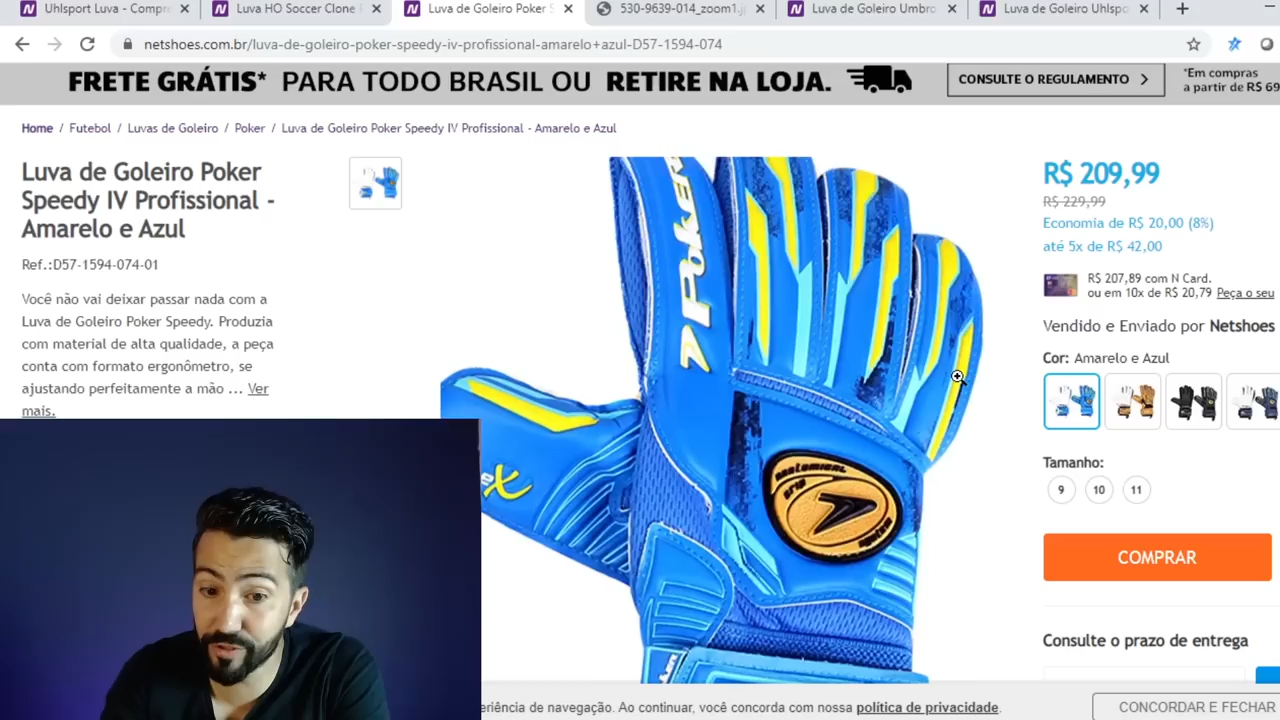 Uhlsport Luva - Compre
Luva HO Soccer Clone
Luva de Goleiro Poker S
530-9639-014_zoom1.j
Luva de Goleiro Umbro
Luva de Goleiro Uhlspo
netshoes.com.br/luva-de-goleiro-poker-speedy-iv-profissional-amarelo+azul-D57-1594-074
FRETE GRÁTIS* PARA TODO BRASIL OU RETIRE NA LOJA.
CONSULTE O REGULAMENTO
*Em compras
a partir de R$ 69
Home / Futebol / Luvas de Goleiro / Poker / Luva de Goleiro Poker Speedy IV Profissional - Amarelo e Azul
Luva de Goleiro Poker
Speedy IV Profissional -
Amarelo e Azul
Ref.:D57-1594-074-01
Você não vai deixar passar nada com a
Luva de Goleiro Poker Speedy. Produzia
com material de alta qualidade, a peça
conta com formato ergonômetro, se
ajustando perfeitamente a mão ... Ver
mais.
Poker
R$ 209,99
R$ 229,99
Economia de R$ 20,00 (8%)
até 5x de R$ 42,00
R$ 207,89 com N Card.
ou em 10x de R$ 20,79 Peça o seu
Vendido e Enviado por Netshoes
Cor: Amarelo e Azul
Tamanho:
9 10 11
COMPRAR
Consulte o prazo de entrega
eriência de navegação. Ao continuar, você concorda com nossa política de privacidade.
CONCORDAR E FECHAR